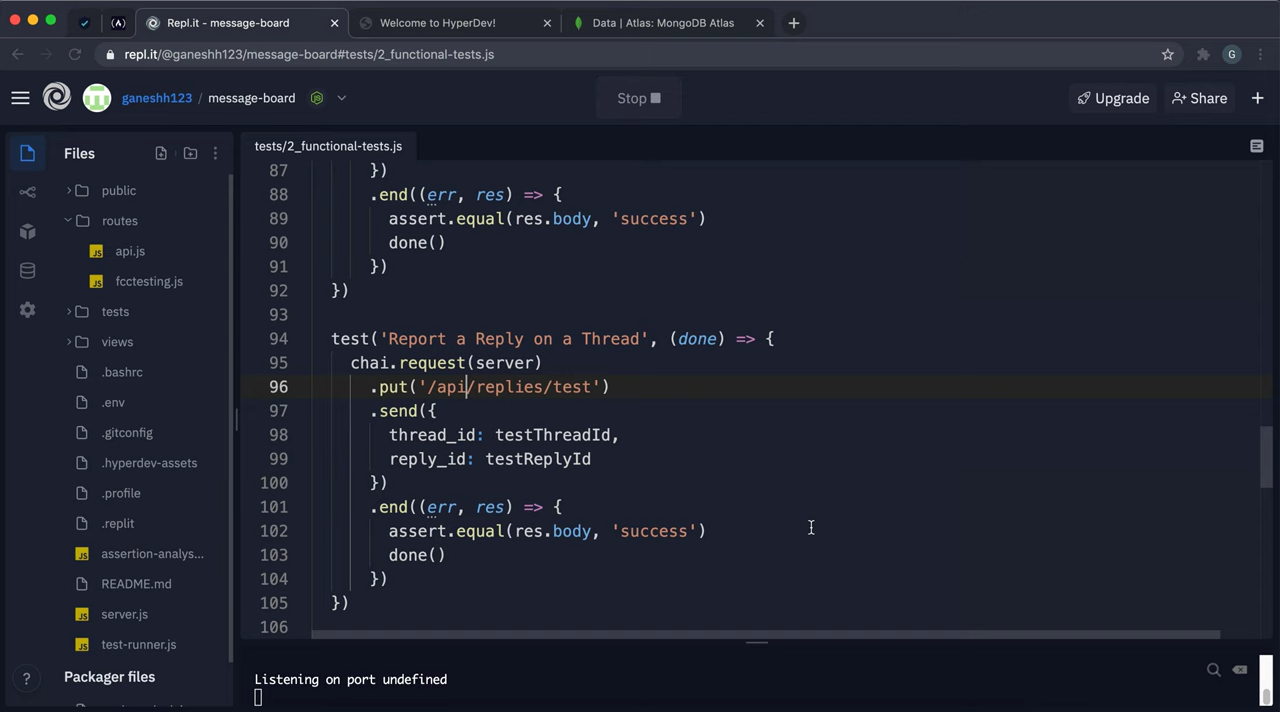 Repl.it - message-board
Welcome to HyperDev!
Data | Atlas: MongoDB Atlas
repl.it/@ganeshh123/message-board#tests/2_functional-tests.js
G
ganeshh123 / message-board
Stop
Upgrade
Share
Files
public
routes
JS api.js
JS fcctesting.js
tests
views
.bashrc
.env
.gitconfig
.hyperdev-assets
.profile
.replit
JS assertion-analys...
README.md
JS server.js
JS test-runner.js
Packager files
?
tests/2_functional-tests.js
87 })
88 .end((err, res) => {
89 assert.equal(res.body, 'success')
90 done()
91 })
92 })
93
94 test('Report a Reply on a Thread', (done) => {
95 chai.request(server)
96 .put('/api/replies/test')
97 .send({
98 thread_id: testThreadId,
99 reply_id: testReplyId
100 })
101 .end((err, res) => {
102 assert.equal(res.body, 'success')
103 done()
104 })
105 })
106
Listening on port undefined